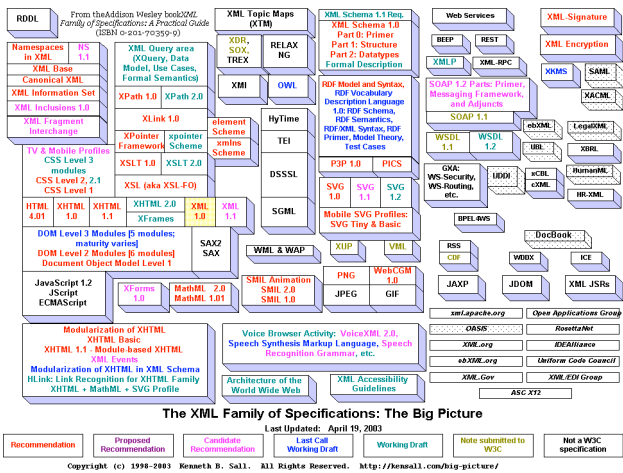 RDDL
From theAddison Wesley bookXML
Family of Specifications: A Practical Guide
(ISBN 0-201-70359-9)
XML Topic Maps
(XTM)
XML Schema 1.1 Req.
XML Schema 1.0
Part 0: Primer
Part 1: Structure
Part 2: Datatypes
Formal Description
Web Services
XML-Signature
BEEP
REST
XML Encryption
Namespaces
in XML
NS
1.1
XML Base
Canonical XML
XML Information Set
XML Inclusions 1.0
XML Fragment
Interchange
XML Query area
(XQuery, Data
Model, Use Cases,
Formal Semantics)
XPath 1.0
XPath 2.0
XLink 1.0
XPointer
Framework
xpointer
Scheme
element
Scheme
xmlns
Scheme
XSLT 1.0
XSLT 2.0
XSL (aka XSL-FO)
XDR,
SOX,
TREX
RELAX
NG
XMI
OWL
HyTime
TEI
DSSSL
SGML
RDF Model and Syntax,
RDF Vocabulary
Description Language
1.0: RDF Schema,
RDF Semantics,
RDF/XML Syntax, RDF
Primer, Model Theory,
Test Cases
P3P 1.0
PICS
SVG
1.0
SVG
1.1
SVG
1.2
Mobile SVG Profiles:
SVG Tiny & Basic
XMLP
XML-RPC
XKMS
SAML
XACML
SOAP 1.2 Parts: Primer,
Messaging Framework,
and Adjuncts
SOAP 1.1
WSDL
1.1
WSDL
1.2
ebXML
LegalXML
UBL
XBRL
GXA:
WS-Security,
WS-Routing,
etc.
UDDI
xCBL
cXML
HumanML
HR-XML
TV & Mobile Profiles
CSS Level 3
modules
CSS Level 2, 2.1
CSS Level 1
HTML
4.01
XHTML
1.0
XHTML
1.1
XHTML 2.0
XFrames
XML
1.0
XML
1.1
BPEL4WS
DocBook
DOM Level 3 Modules [5 modules;
maturity varies]
DOM Level 2 Modules [6 modules]
Document Object Model Level 1
SAX2
SAX
WML & WAP
XUP
VML
RSS
CDF
WDDX
ICE
JavaScript 1.2
JScript
ECMAScript
XForms
1.0
MathML 2.0
MathML 1.01
SMIL Animation
SMIL 2.0
SMIL 1.0
PNG
WebCGM
1.0
JPEG
GIF
JAXP
JDOM
XML JSRs
xml.apache.org
Open Applications Group
OASIS
RosettaNet
XML.org
IDEAlliance
ebXML.org
Uniform Code Council
XML.Gov
XML/EDI Group
ASC X12
Modularization of XHTML
XHTML Basic
XHTML 1.1 - Module-based XHTML
XML Events
Modularization of XHTML in XML Schema
HLink: Link Recognition for XHTML Family
XHTML + MathML + SVG Profile
Voice Browser Activity: VoiceXML 2.0,
Speech Synthesis Markup Language, Speech
Recognition Grammar, etc.
Architecture of the
World Wide Web
XML Accessibility
Guidelines
The XML Family of Specifications: The Big Picture
Last Updated: April 19, 2003
Recommendation
Proposed
Recommendation
Candidate
Recommendation
Last Call
Working Draft
Working Draft
Note submitted to
W3C
Not a W3C
specification
Copyright (c) 1998-2003 Kenneth B. Sall. All Rights Reserved. http://kensall.com/big-picture/